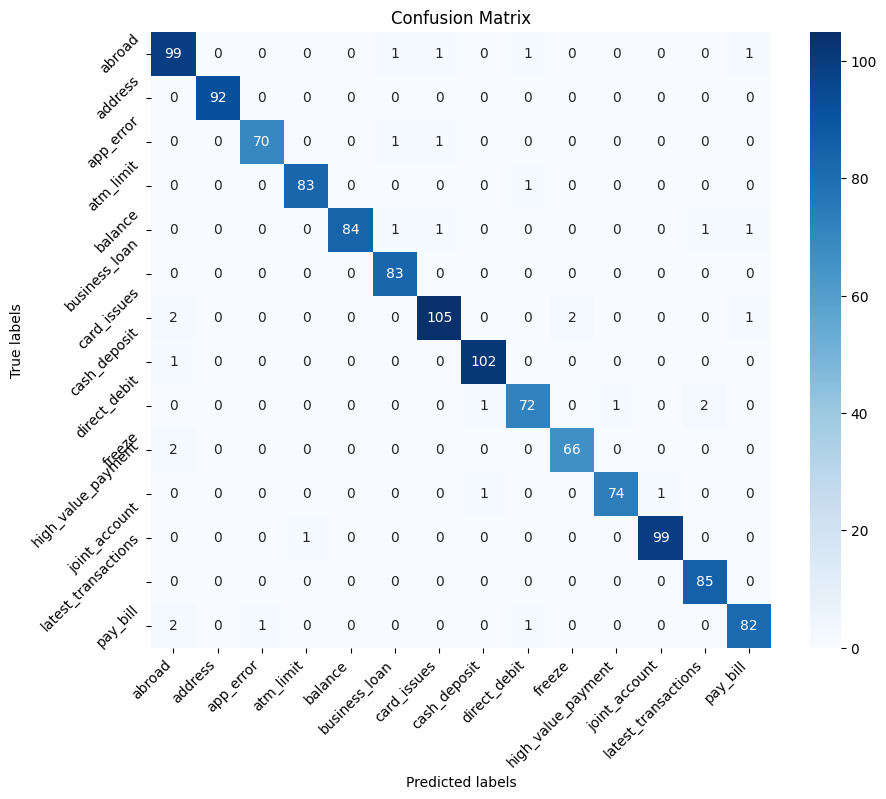 Confusion Matrix
abroad 99 0 0 0 0 1 1 0 1 0 0 0 0 1
address 0 92 0 0 0 0 0 0 0 0 0 0 0 0
app_error 0 0 70 0 0 1 1 0 0 0 0 0 0 0
atm_limit 0 0 0 83 0 0 0 0 1 0 0 0 0 0
balance 0 0 0 0 84 1 1 0 0 0 0 0 1 1
business_loan 0 0 0 0 0 83 0 0 0 0 0 0 0 0
card_issues 2 0 0 0 0 0 105 0 0 2 0 0 0 1
cash_deposit 1 0 0 0 0 0 0 102 0 0 0 0 0 0
direct_debit 0 0 0 0 0 0 0 1 72 0 1 0 2 0
freeze 2 0 0 0 0 0 0 0 0 66 0 0 0 0
high_value_payment 0 0 0 0 0 0 0 1 0 0 74 1 0 0
joint_account 0 0 0 1 0 0 0 0 0 0 0 99 0 0
latest_transactions 0 0 0 0 0 0 0 0 0 0 0 0 85 0
pay_bill 2 0 1 0 0 0 0 0 1 0 0 0 0 82
abroad address app_error atm_limit balance business_loan card_issues cash_deposit direct_debit freeze high_value_payment joint_account latest_transactions pay_bill
Predicted labels
True labels
100
80
60
40
20
0